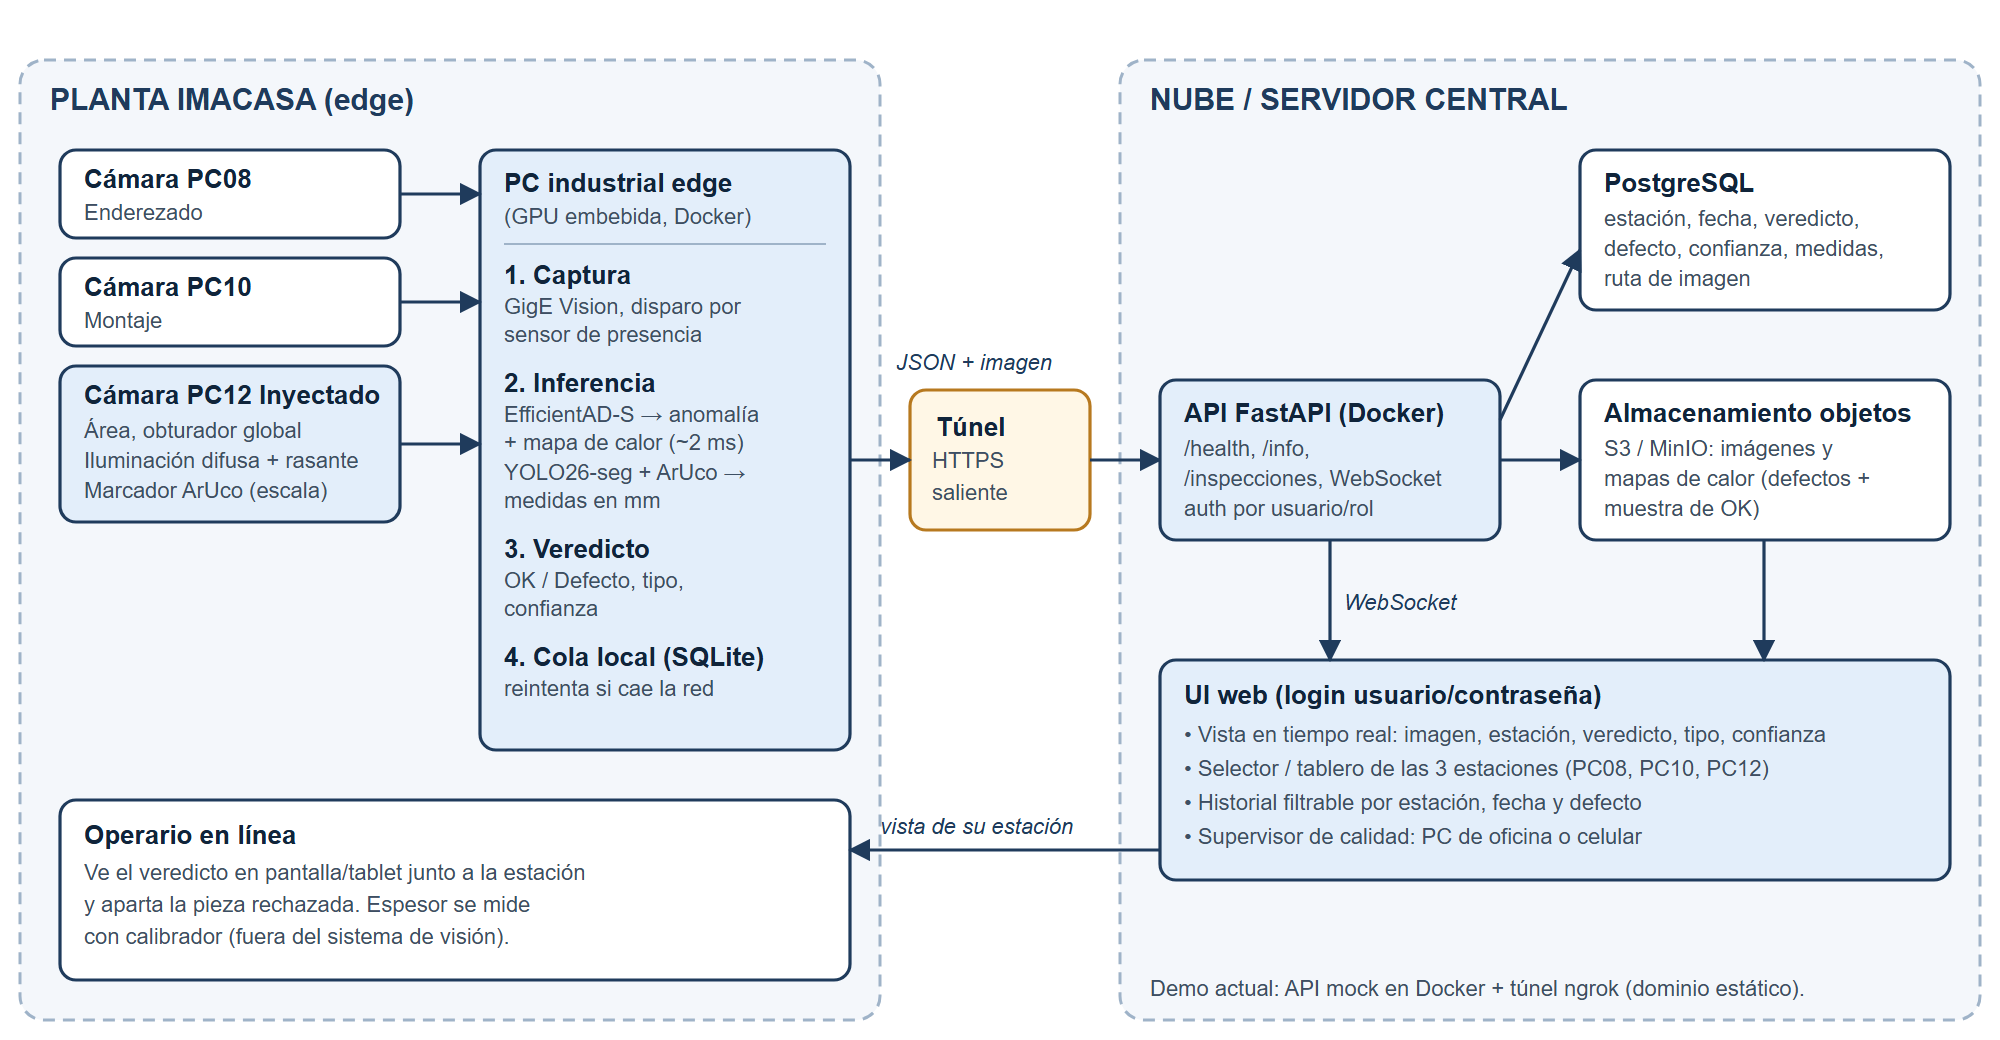 PLANTA IMACASA (edge)
Cámara PC08
Enderezado
Cámara PC10
Montaje
Cámara PC12 Inyectado
Área, obturador global
Iluminación difusa + rasante
Marcador ArUco (escala)
PC industrial edge
(GPU embebida, Docker)
1. Captura
GigE Vision, disparo por
sensor de presencia
2. Inferencia
EfficientAD-S → anomalía
+ mapa de calor (~2 ms)
YOLO26-seg + ArUco →
medidas en mm
3. Veredicto
OK / Defecto, tipo,
confianza
4. Cola local (SQLite)
reintenta si cae la red
Operario en línea
Ve el veredicto en pantalla/tablet junto a la estación
y aparta la pieza rechazada. Espesor se mide
con calibrador (fuera del sistema de visión).
JSON + imagen
Túnel
HTTPS
saliente
vista de su estación
NUBE / SERVIDOR CENTRAL
PostgreSQL
estación, fecha, veredicto,
defecto, confianza, medidas,
ruta de imagen
API FastAPI (Docker)
/health, /info,
/inspecciones, WebSocket
auth por usuario/rol
Almacenamiento objetos
S3 / MinIO: imágenes y
mapas de calor (defectos +
muestra de OK)
WebSocket
UI web (login usuario/contraseña)
• Vista en tiempo real: imagen, estación, veredicto, tipo, confianza
• Selector / tablero de las 3 estaciones (PC08, PC10, PC12)
• Historial filtrable por estación, fecha y defecto
• Supervisor de calidad: PC de oficina o celular
Demo actual: API mock en Docker + túnel ngrok (dominio estático).